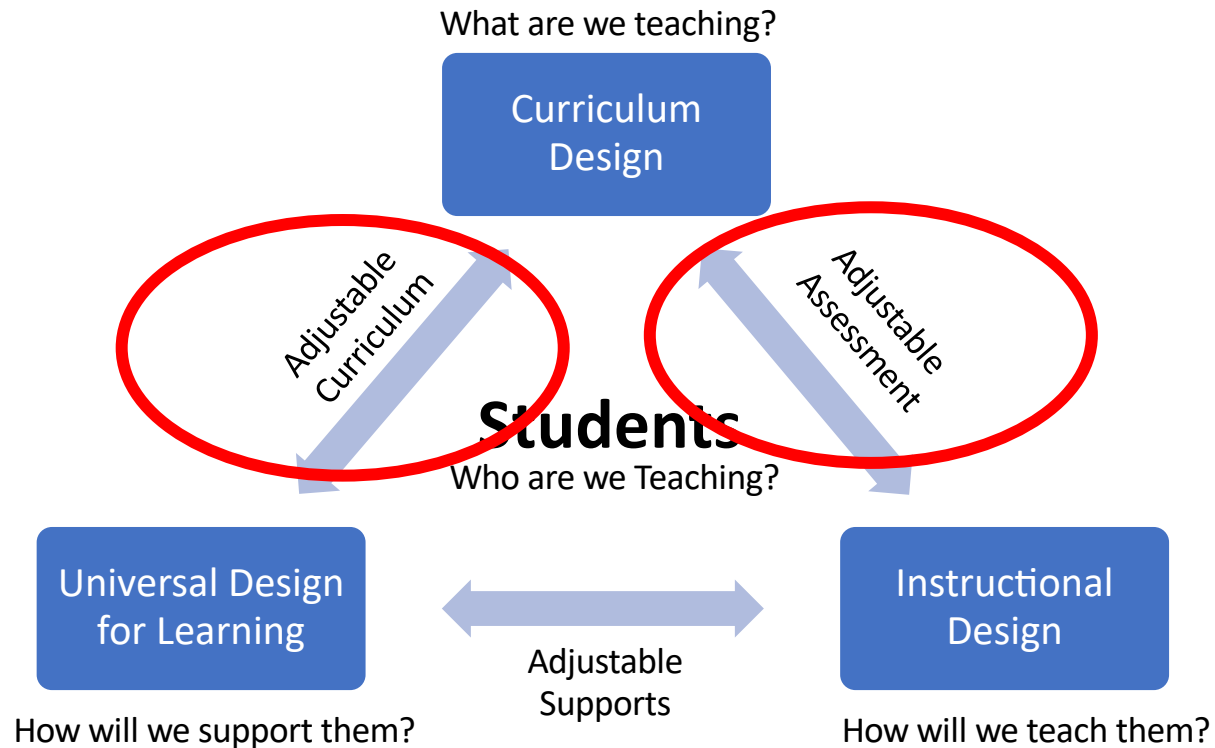 What are we teaching?
Curriculum
Design
Adjustable
Curriculum
Adjustable
Assessment
Students
Who are we Teaching?
Universal Design
for Learning
Instructional
Design
Adjustable
Supports
How will we support them?
How will we teach them?